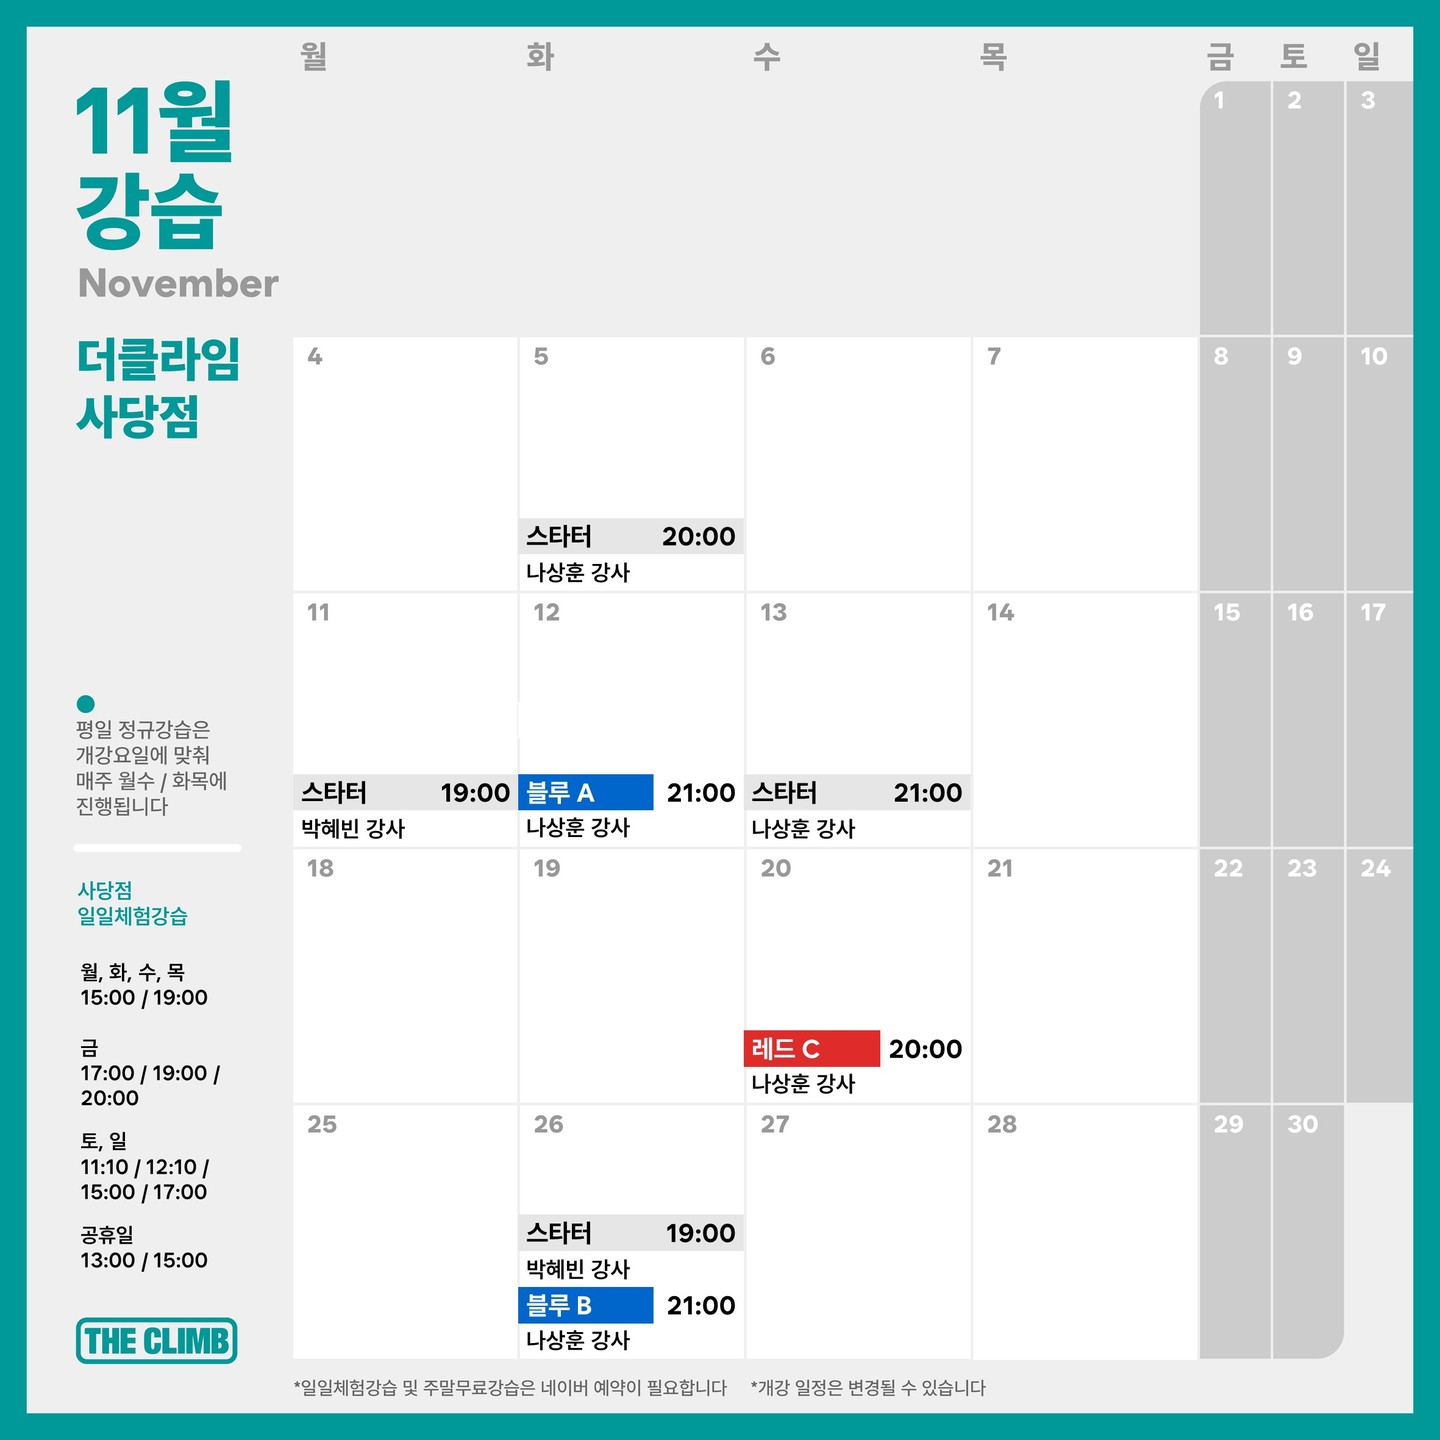 11월
강습
November
더클라임
사당점
평일 정규강습은
개강요일에 맞춰
매주 월수 / 화목에
진행됩니다
사당점
일일체험강습
월, 화, 수, 목
15:00 / 19:00
금
17:00 / 19:00 /
20:00
토, 일
11:10 / 12:10 /
15:00 / 17:00
공휴일
13:00 / 15:00
THE CLIMB
월 화 수 목 금 토 일
1 2 3
4 5 6 7 8 9 10
스타터 20:00
나상훈 강사
11 12 13 14 15 16 17
스타터 19:00 블루 A 21:00 스타터 21:00
박혜빈 강사 나상훈 강사 나상훈 강사
18 19 20 21 22 23 24
레드 C 20:00
나상훈 강사
25 26 27 28 29 30
스타터 19:00
박혜빈 강사
블루 B 21:00
나상훈 강사
*일일체험강습 및 주말무료강습은 네이버 예약이 필요합니다 *개강 일정은 변경될 수 있습니다